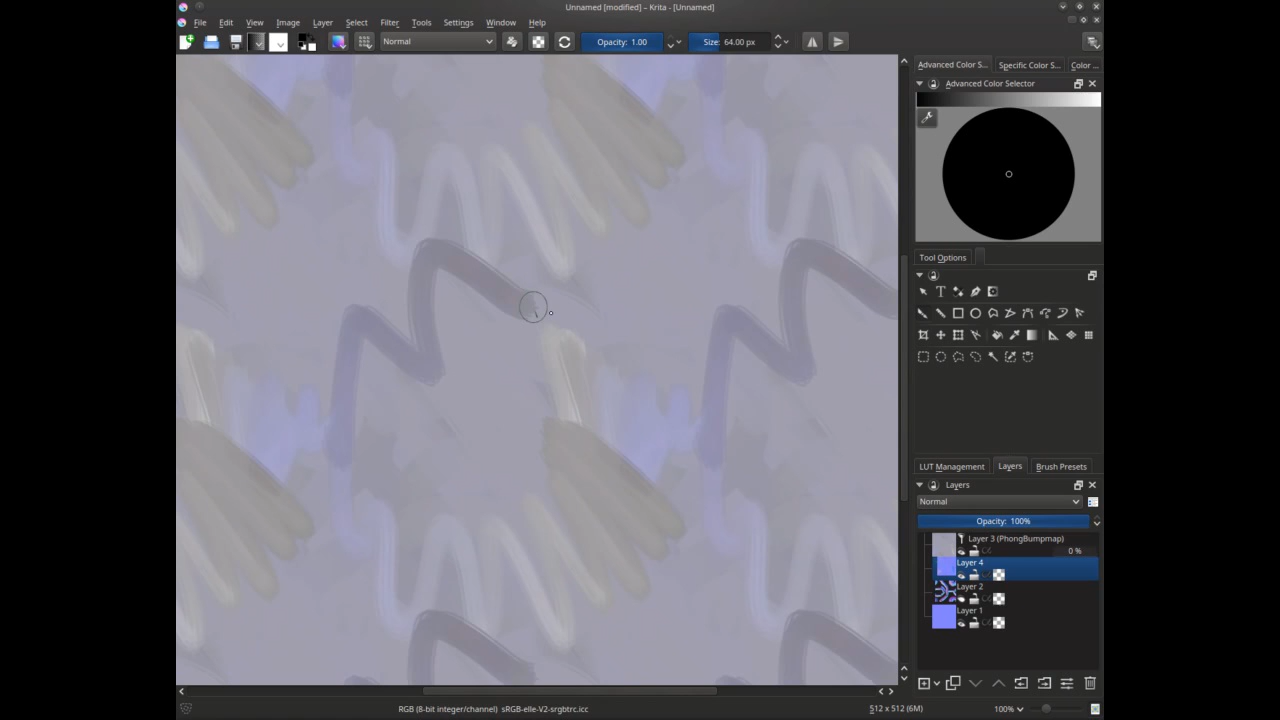 Unnamed [modified] – Krita - [Unnamed]
File Edit View Image Layer Select Filter Tools Settings Window Help
Normal Opacity: 1.00 Size: 64.00 px
Advanced Color S... Specific Color S... Color ...
Advanced Color Selector
Tool Options
LUT Management Layers Brush Presets
Layers
Normal
Opacity: 100%
Layer 3 (PhongBumpmap)
0 %
Layer 4
Layer 2
Layer 1
RGB (8-bit integer/channel) sRGB-elle-V2-srgbtrc.icc 512 x 512 (6M) 100%